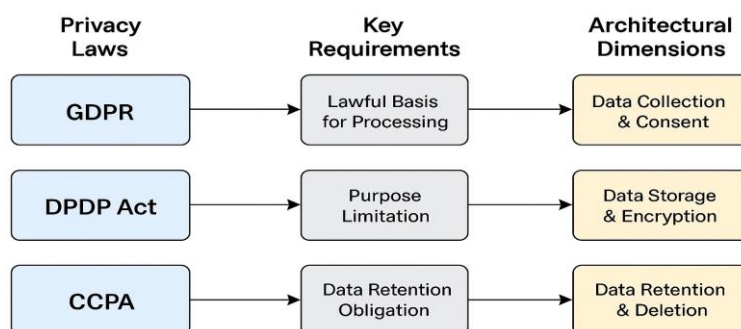 Privacy
Laws
Key
Requirements
Architectural
Dimensions
GDPR
Lawful Basis
for Processing
Data Collection
& Consent
DPDP Act
Purpose
Limitation
Data Storage
& Encryption
CCPA
Data Retention
Obligation
Data Retention
& Deletion